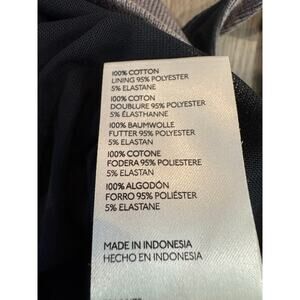 100% COTTON
LINING 95% POLYESTER
5% ELASTANE
100% COTON
DOUBLURE 95% POLYESTER
5% ÉLASTHANNE
100% BAUMWOLLE
FUTTER 95% POLYESTER
5% ELASTAN
100% COTONE
FODERA 95% POLIESTERE
5% ELASTAN
100% ALGODÓN
FORRO 95% POLIÉSTER
5% ELASTANE
MADE IN INDONESIA
HECHO EN INDONESIA